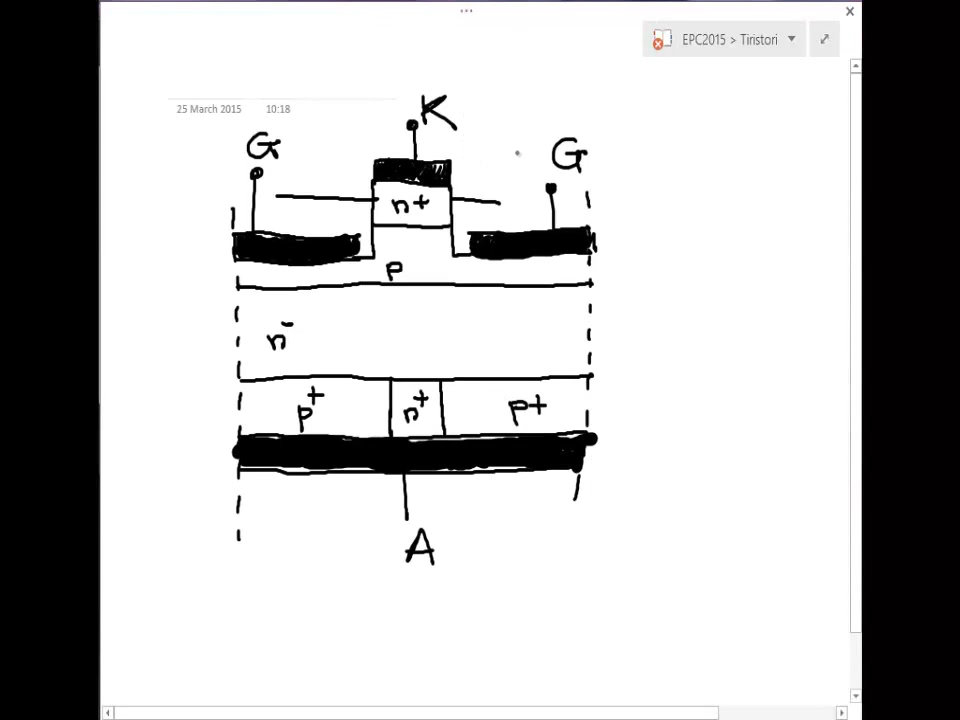 EPC2015 > Tiristori
25 March 2015 10:18
K
G G
n+
p
n-
p+ n+ p+
A